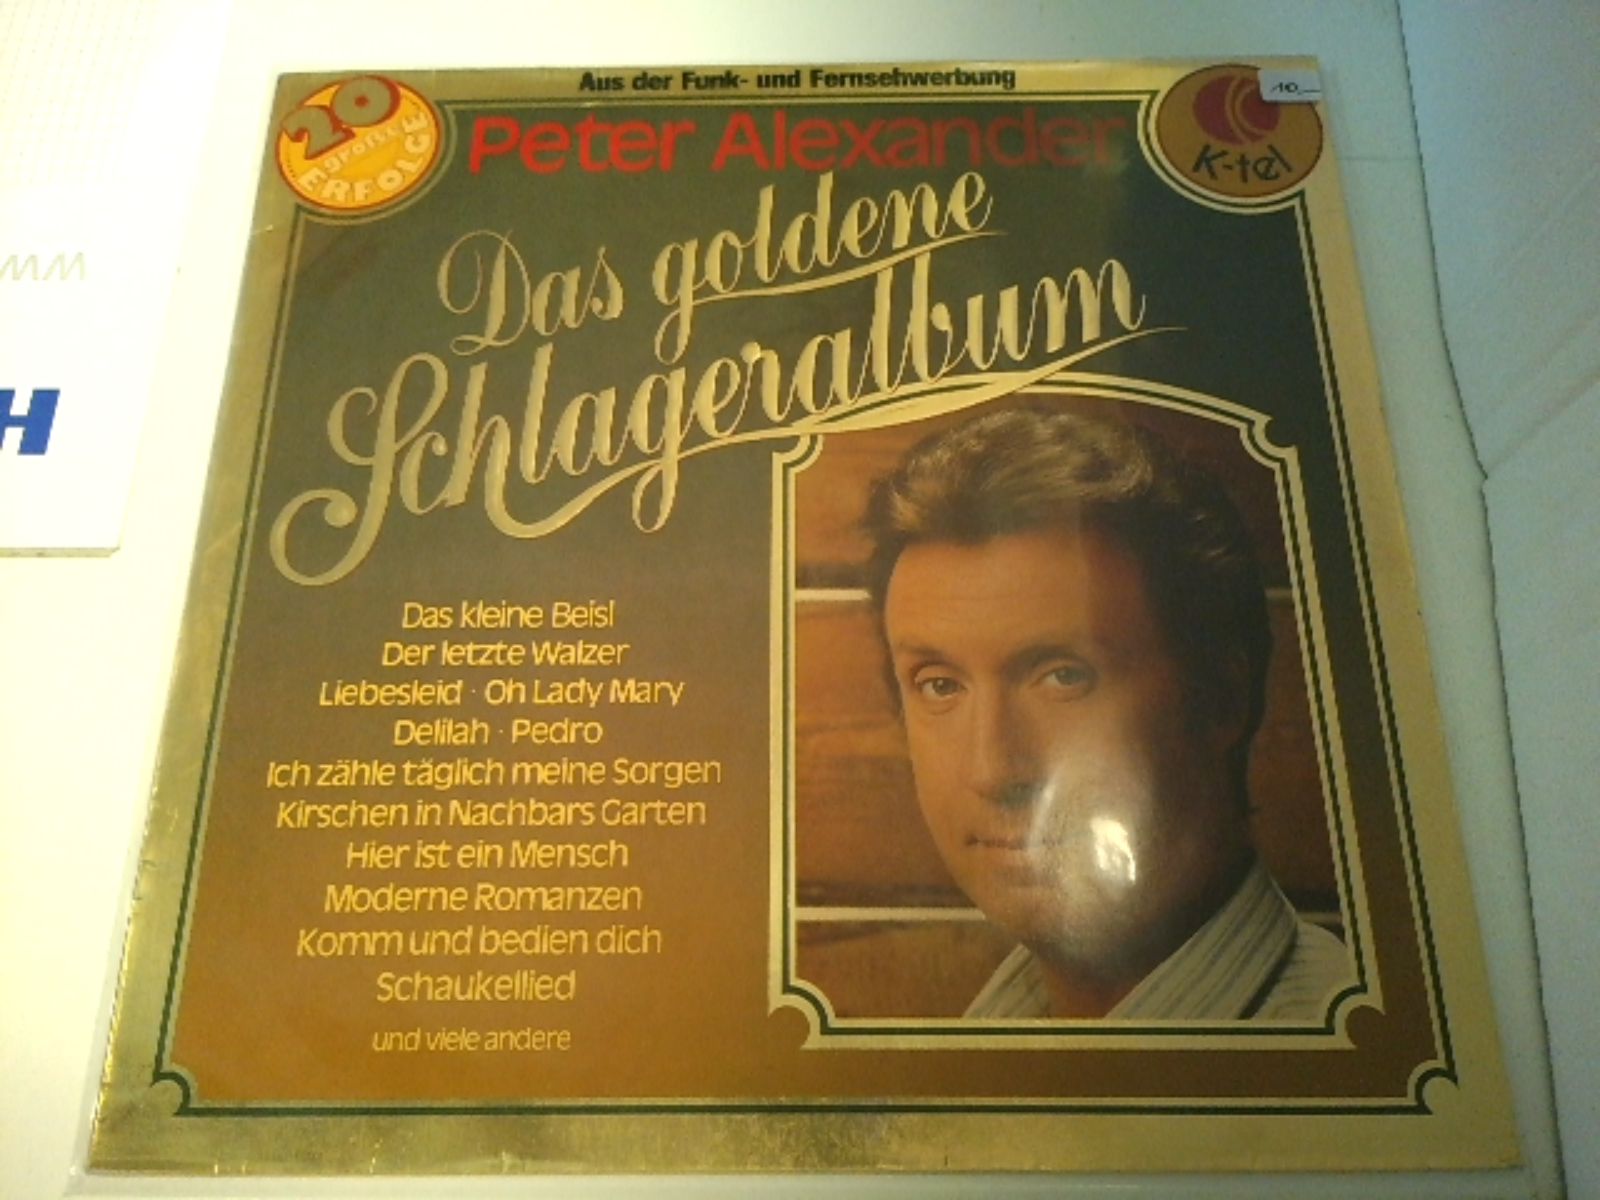 Aus der Funk- und Fernsehwerbung
20
große
ERFOLGE
Peter Alexander
K-tel
10,—
Das goldene
Schlageralbum
Das kleine Beisl
Der letzte Walzer
Liebesleid · Oh Lady Mary
Delilah · Pedro
Ich zähle täglich meine Sorgen
Kirschen in Nachbars Garten
Hier ist ein Mensch
Moderne Romanzen
Komm und bedien dich
Schaukellied
und viele andere
H